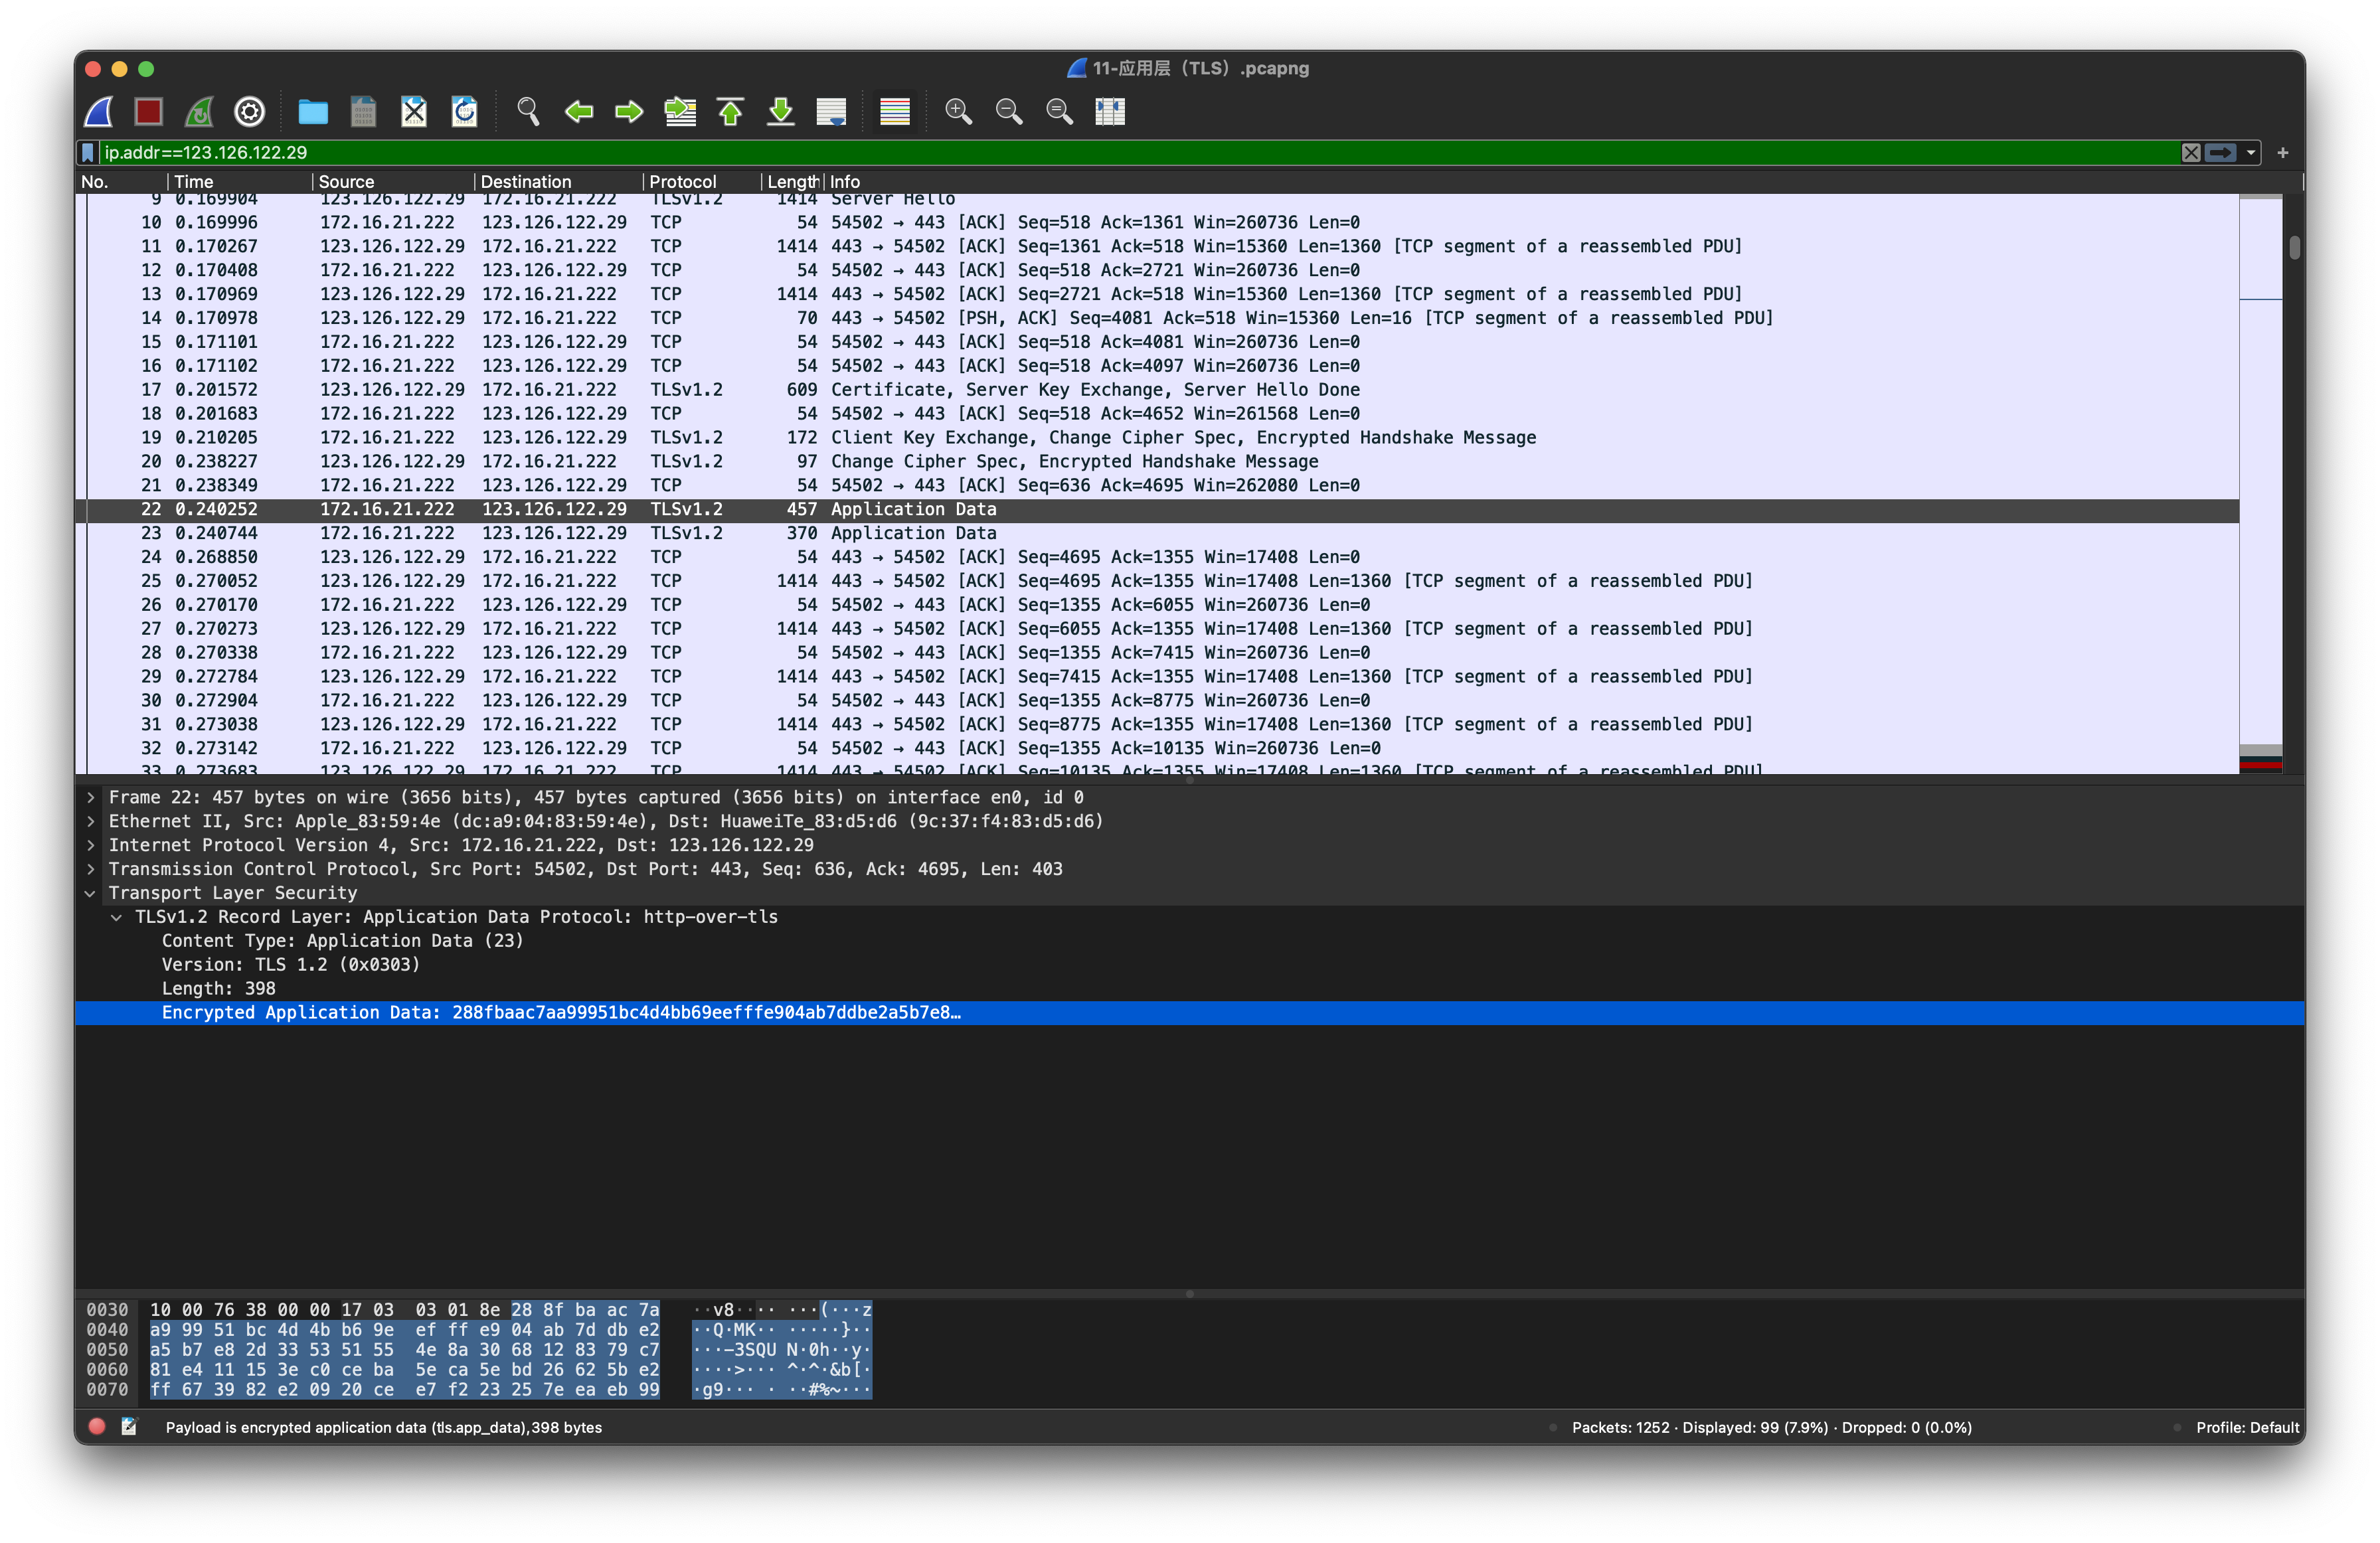 11-应用层（TLS）.pcapng
ip.addr==123.126.122.29
No. Time Source Destination Protocol Length Info
9 0.169904 123.126.122.29 172.16.21.222 TLSv1.2 1414 Server Hello
10 0.169996 172.16.21.222 123.126.122.29 TCP 54 54502 → 443 [ACK] Seq=518 Ack=1361 Win=260736 Len=0
11 0.170267 123.126.122.29 172.16.21.222 TCP 1414 443 → 54502 [ACK] Seq=1361 Ack=518 Win=15360 Len=1360 [TCP segment of a reassembled PDU]
12 0.170408 172.16.21.222 123.126.122.29 TCP 54 54502 → 443 [ACK] Seq=518 Ack=2721 Win=260736 Len=0
13 0.170969 123.126.122.29 172.16.21.222 TCP 1414 443 → 54502 [ACK] Seq=2721 Ack=518 Win=15360 Len=1360 [TCP segment of a reassembled PDU]
14 0.170978 123.126.122.29 172.16.21.222 TCP 70 443 → 54502 [PSH, ACK] Seq=4081 Ack=518 Win=15360 Len=16 [TCP segment of a reassembled PDU]
15 0.171101 172.16.21.222 123.126.122.29 TCP 54 54502 → 443 [ACK] Seq=518 Ack=4081 Win=260736 Len=0
16 0.171102 172.16.21.222 123.126.122.29 TCP 54 54502 → 443 [ACK] Seq=518 Ack=4097 Win=260736 Len=0
17 0.201572 123.126.122.29 172.16.21.222 TLSv1.2 609 Certificate, Server Key Exchange, Server Hello Done
18 0.201683 172.16.21.222 123.126.122.29 TCP 54 54502 → 443 [ACK] Seq=518 Ack=4652 Win=261568 Len=0
19 0.210205 172.16.21.222 123.126.122.29 TLSv1.2 172 Client Key Exchange, Change Cipher Spec, Encrypted Handshake Message
20 0.238227 123.126.122.29 172.16.21.222 TLSv1.2 97 Change Cipher Spec, Encrypted Handshake Message
21 0.238349 172.16.21.222 123.126.122.29 TCP 54 54502 → 443 [ACK] Seq=636 Ack=4695 Win=262080 Len=0
22 0.240252 172.16.21.222 123.126.122.29 TLSv1.2 457 Application Data
23 0.240744 172.16.21.222 123.126.122.29 TLSv1.2 370 Application Data
24 0.268850 123.126.122.29 172.16.21.222 TCP 54 443 → 54502 [ACK] Seq=4695 Ack=1355 Win=17408 Len=0
25 0.270052 123.126.122.29 172.16.21.222 TCP 1414 443 → 54502 [ACK] Seq=4695 Ack=1355 Win=17408 Len=1360 [TCP segment of a reassembled PDU]
26 0.270170 172.16.21.222 123.126.122.29 TCP 54 54502 → 443 [ACK] Seq=1355 Ack=6055 Win=260736 Len=0
27 0.270273 123.126.122.29 172.16.21.222 TCP 1414 443 → 54502 [ACK] Seq=6055 Ack=1355 Win=17408 Len=1360 [TCP segment of a reassembled PDU]
28 0.270338 172.16.21.222 123.126.122.29 TCP 54 54502 → 443 [ACK] Seq=1355 Ack=7415 Win=260736 Len=0
29 0.272784 123.126.122.29 172.16.21.222 TCP 1414 443 → 54502 [ACK] Seq=7415 Ack=1355 Win=17408 Len=1360 [TCP segment of a reassembled PDU]
30 0.272904 172.16.21.222 123.126.122.29 TCP 54 54502 → 443 [ACK] Seq=1355 Ack=8775 Win=260736 Len=0
31 0.273038 123.126.122.29 172.16.21.222 TCP 1414 443 → 54502 [ACK] Seq=8775 Ack=1355 Win=17408 Len=1360 [TCP segment of a reassembled PDU]
32 0.273142 172.16.21.222 123.126.122.29 TCP 54 54502 → 443 [ACK] Seq=1355 Ack=10135 Win=260736 Len=0
33 0.273683 123.126.122.29 172.16.21.222 TCP 1414 443 → 54502 [ACK] Seq=10135 Ack=1355 Win=17408 Len=1360 [TCP segment of a reassembled PDU]
Frame 22: 457 bytes on wire (3656 bits), 457 bytes captured (3656 bits) on interface en0, id 0
Ethernet II, Src: Apple_83:59:4e (dc:a9:04:83:59:4e), Dst: HuaweiTe_83:d5:d6 (9c:37:f4:83:d5:d6)
Internet Protocol Version 4, Src: 172.16.21.222, Dst: 123.126.122.29
Transmission Control Protocol, Src Port: 54502, Dst Port: 443, Seq: 636, Ack: 4695, Len: 403
Transport Layer Security
TLSv1.2 Record Layer: Application Data Protocol: http-over-tls
Content Type: Application Data (23)
Version: TLS 1.2 (0x0303)
Length: 398
Encrypted Application Data: 288fbaac7aa99951bc4d4bb69eefffe904ab7ddbe2a5b7e8…
0030 10 00 76 38 00 00 17 03 03 01 8e 28 8f ba ac 7a ··v8···· ···(···z
0040 a9 99 51 bc 4d 4b b6 9e ef ff e9 04 ab 7d db e2 ··Q·MK·· ·····}··
0050 a5 b7 e8 2d 33 53 51 55 4e 8a 30 68 12 83 79 c7 ···-3SQU N·0h··y·
0060 81 e4 11 15 3e c0 ce ba 5e ca 5e bd 26 62 5b e2 ····>··· ^·^·&b[·
0070 ff 67 39 82 e2 09 20 ce e7 f2 23 25 7e ea eb 99 ·g9··· · ··#%~···
Payload is encrypted application data (tls.app_data), 398 bytes
Packets: 1252 · Displayed: 99 (7.9%) · Dropped: 0 (0.0%)
Profile: Default